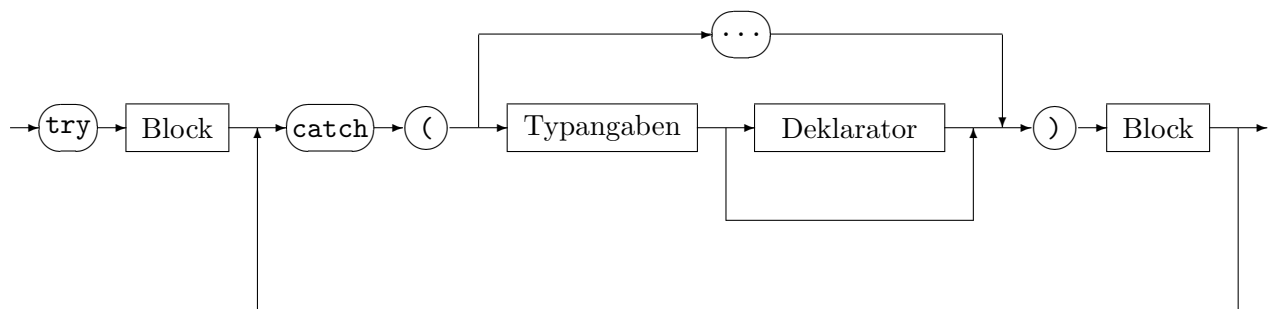 ...
try Block catch ( Typangaben Deklarator ) Block